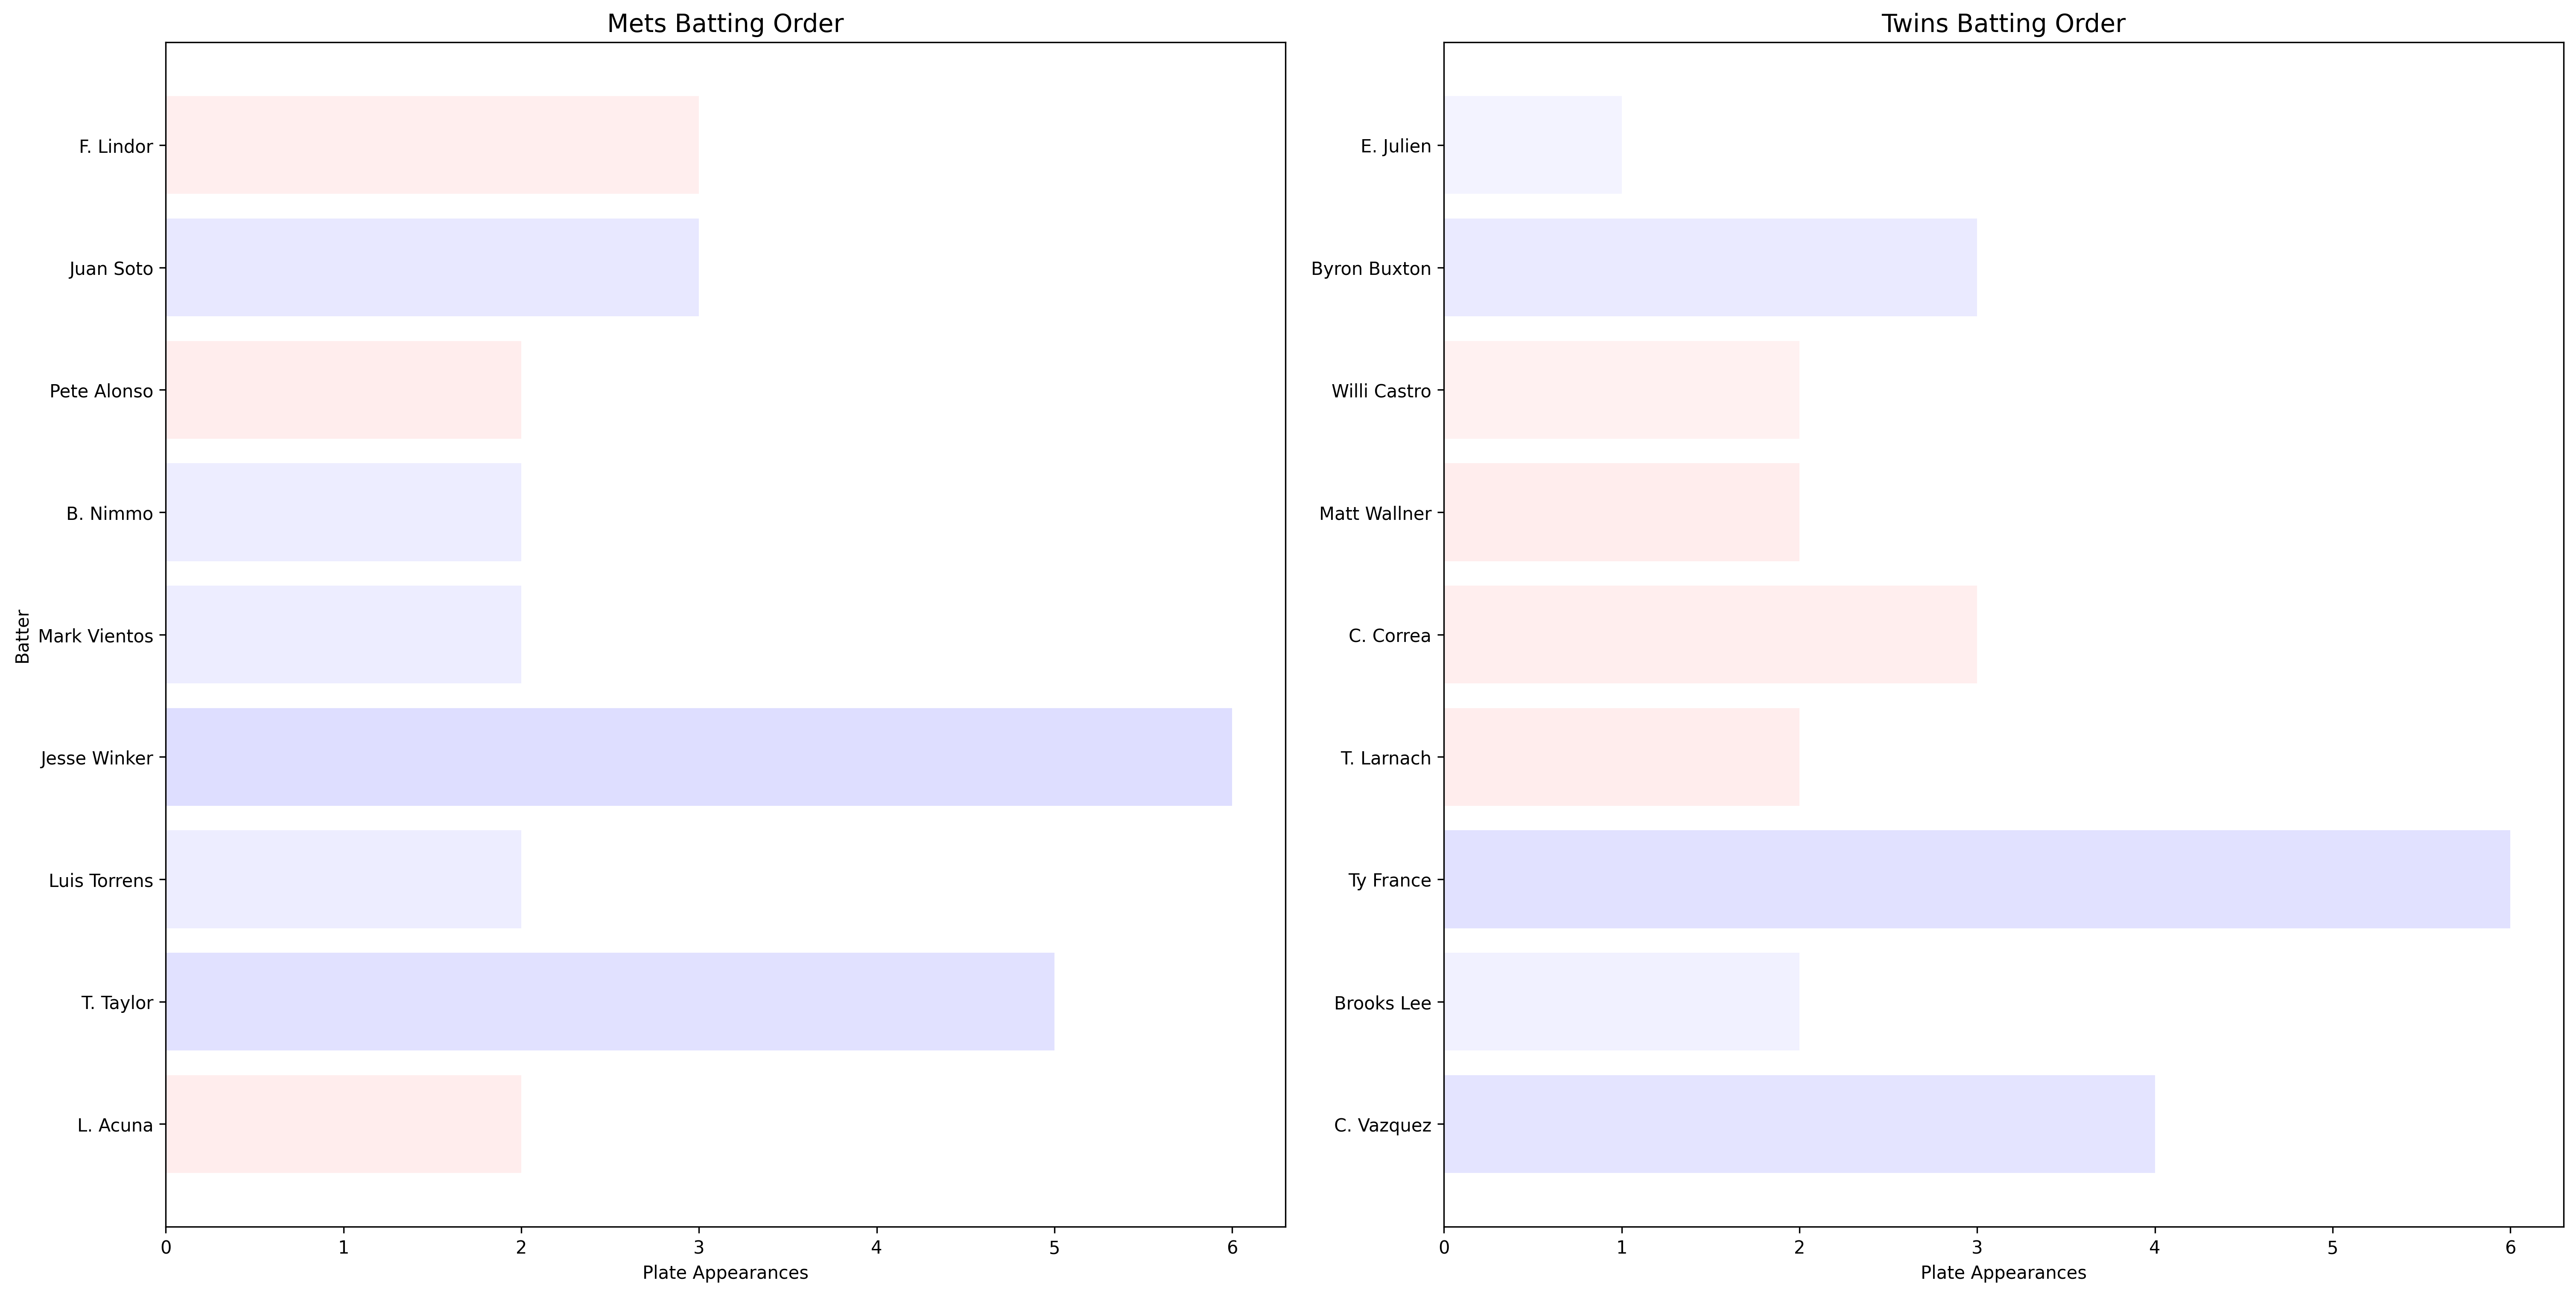 Mets Batting Order
Batter
F. Lindor
Juan Soto
Pete Alonso
B. Nimmo
Mark Vientos
Jesse Winker
Luis Torrens
T. Taylor
L. Acuna
0 1 2 3 4 5 6
Plate Appearances
Twins Batting Order
E. Julien
Byron Buxton
Willi Castro
Matt Wallner
C. Correa
T. Larnach
Ty France
Brooks Lee
C. Vazquez
0 1 2 3 4 5 6
Plate Appearances